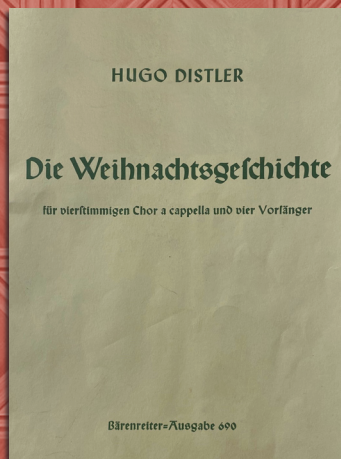 HUGO DISTLER
Die Weihnachtsgeſchichte
für vierſtimmigen Chor a cappella und vier Vorſänger
Bärenreiter=Ausgabe 690